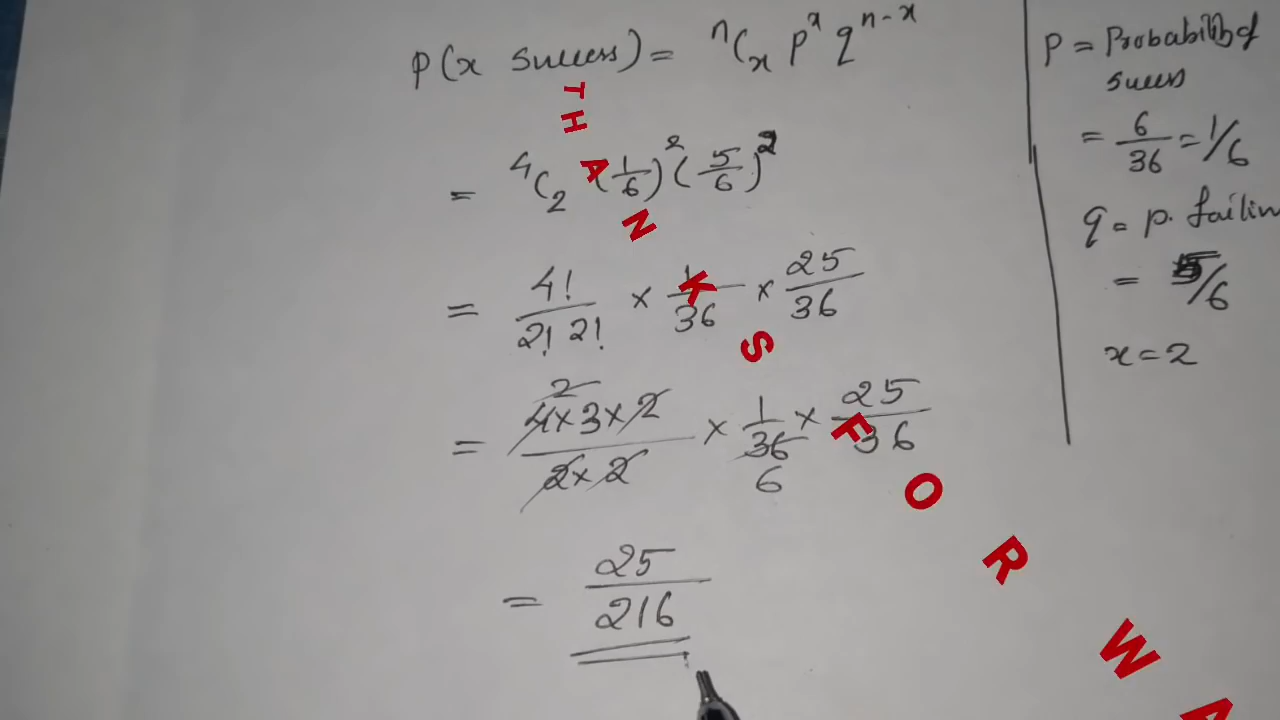 P(x success) = ⁿCₓ pˣ qⁿ⁻ˣ
= ⁴C₂ (1/6)² (5/6)²
= 4!/2! 2! × 1/36 × 25/36
= 2 4×3×2/2×2 × 1/36 6 × 25/36
= 25/216
P = Probability of
= 6/36 = 1/6
q = p.
= 5/6
x = 2
THANKS FOR WA